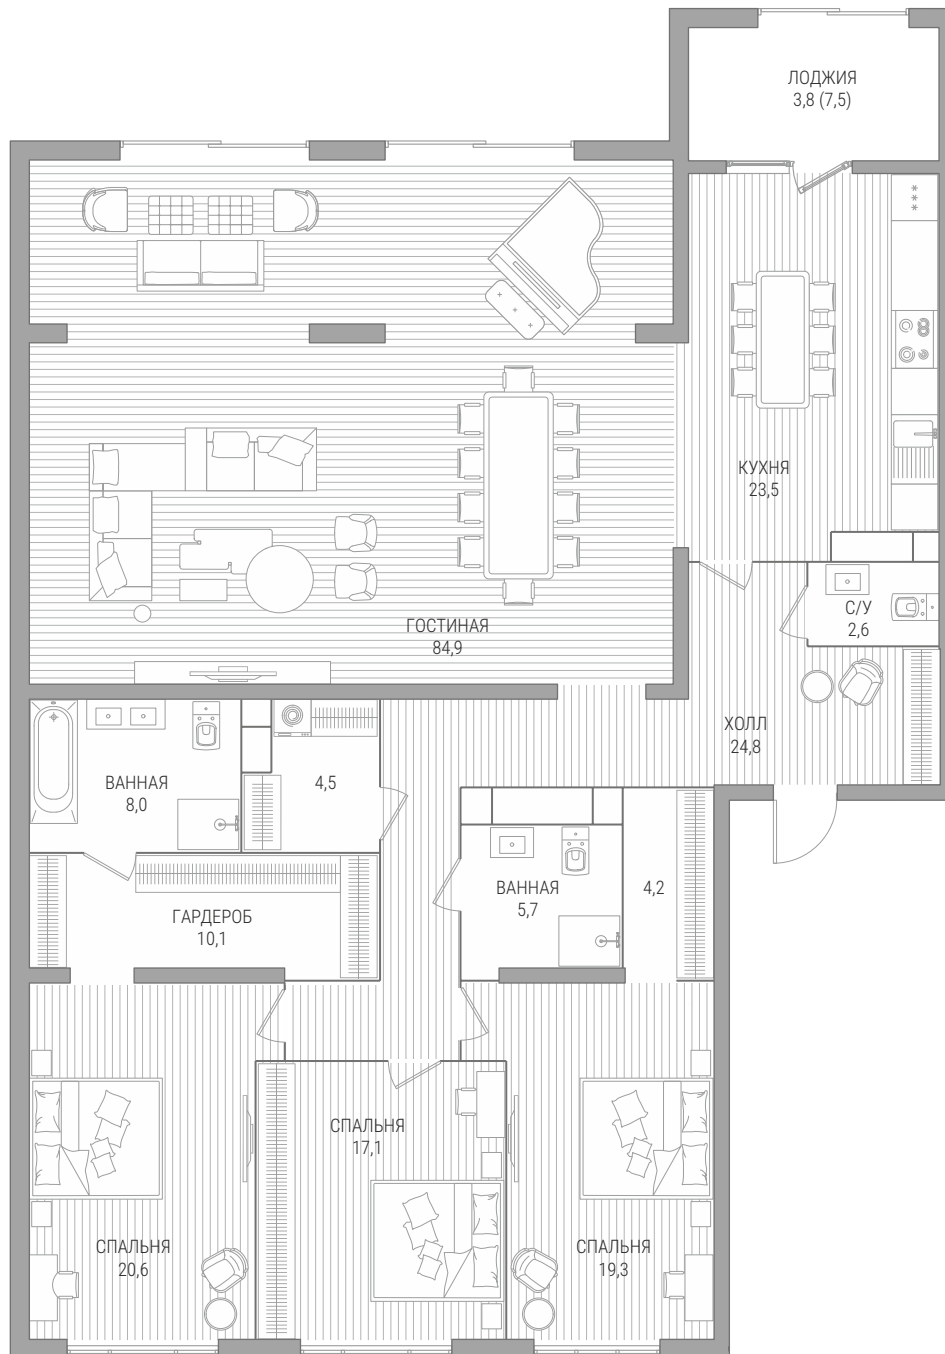 ЛОДЖИЯ
3,8 (7,5)
КУХНЯ
23,5
ГОСТИНАЯ
84,9
С/У
2,6
ХОЛЛ
24,8
ВАННАЯ
8,0
4,5
ВАННАЯ
5,7
4,2
ГАРДЕРОБ
10,1
СПАЛЬНЯ
17,1
СПАЛЬНЯ
20,6
СПАЛЬНЯ
19,3